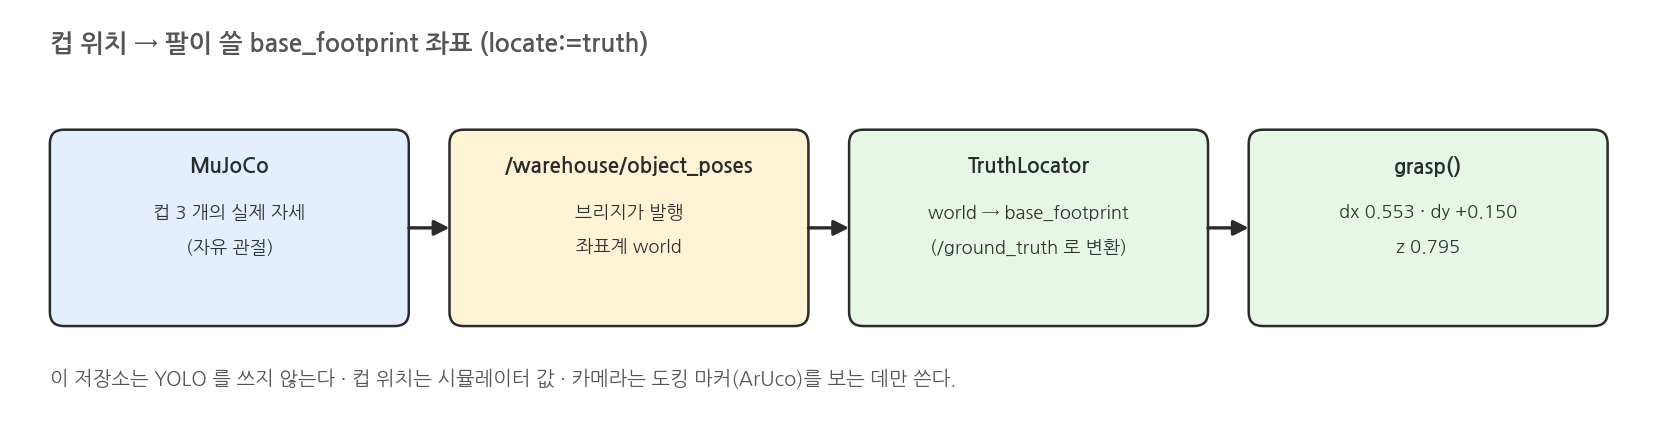 컵 위치 → 팔이 쓸 base_footprint 좌표 (locate:=truth)
MuJoCo
컵 3 개의 실제 자세
(자유 관절)
/warehouse/object_poses
브리지가 발행
좌표계 world
TruthLocator
world → base_footprint
(/ground_truth 로 변환)
grasp()
dx 0.553 · dy +0.150
z 0.795
이 저장소는 YOLO 를 쓰지 않는다 · 컵 위치는 시뮬레이터 값 · 카메라는 도킹 마커(ArUco)를 보는 데만 쓴다.